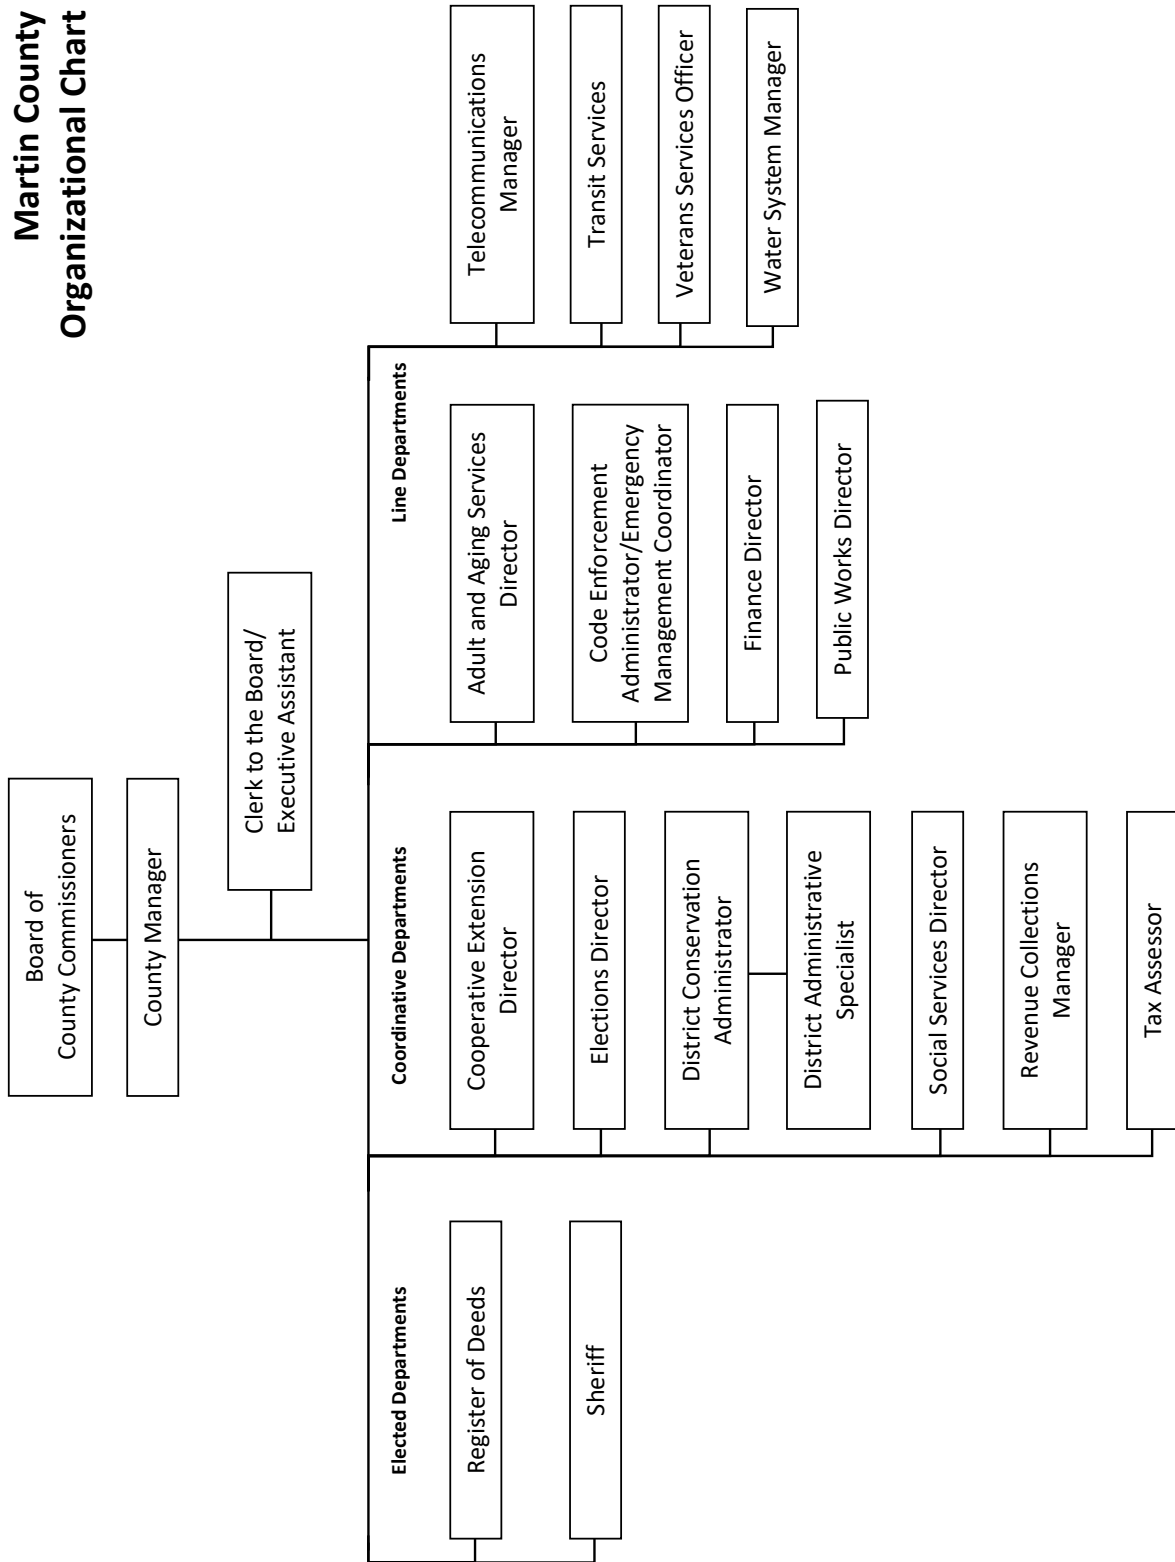 Martin County
Organizational Chart
Board of
County Commissioners
County Manager
Clerk to the Board/
Executive Assistant
Elected Departments
Register of Deeds
Sheriff
Coordinative Departments
Cooperative Extension
Director
Elections Director
District Conservation
Administrator
District Administrative
Specialist
Social Services Director
Revenue Collections
Manager
Tax Assessor
Line Departments
Adult and Aging Services
Director
Code Enforcement
Administrator/Emergency
Management Coordinator
Finance Director
Public Works Director
Telecommunications
Manager
Transit Services
Veterans Services Officer
Water System Manager